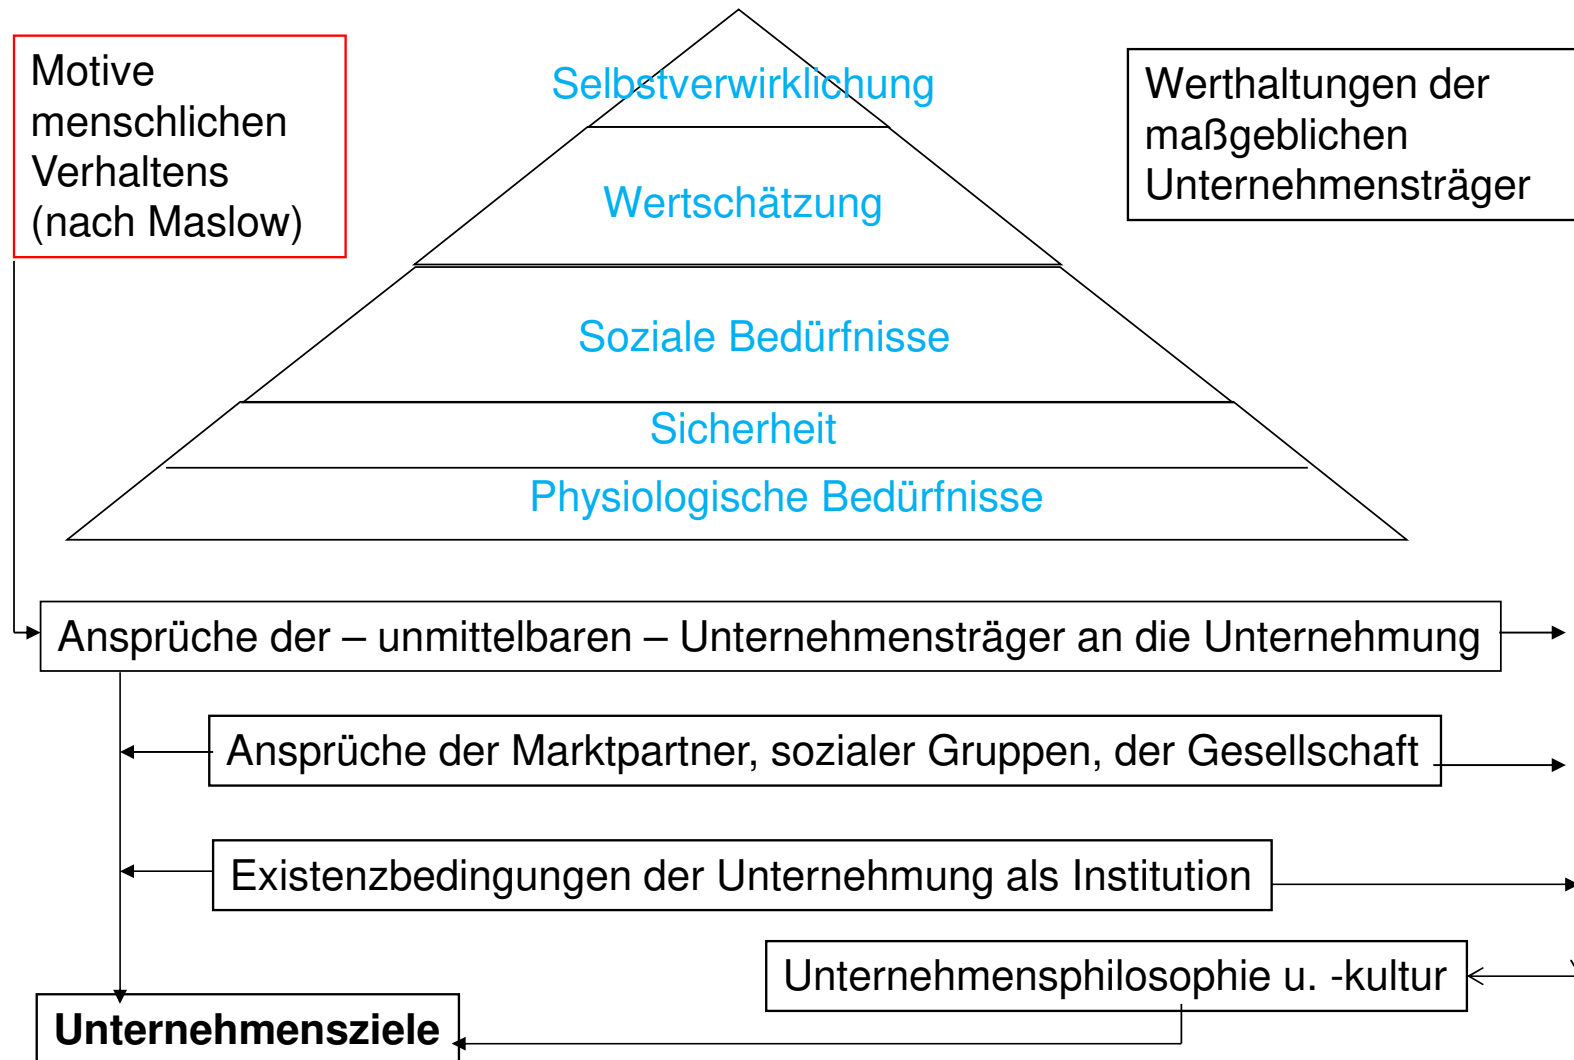 Motive
menschlichen
Verhaltens
(nach Maslow)
Selbstverwirklichung
Wertschätzung
Soziale Bedürfnisse
Sicherheit
Physiologische Bedürfnisse
Werthaltungen der
maßgeblichen
Unternehmensträger
Ansprüche der – unmittelbaren – Unternehmensträger an die Unternehmung
Ansprüche der Marktpartner, sozialer Gruppen, der Gesellschaft
Existenzbedingungen der Unternehmung als Institution
Unternehmensphilosophie u. -kultur
Unternehmensziele